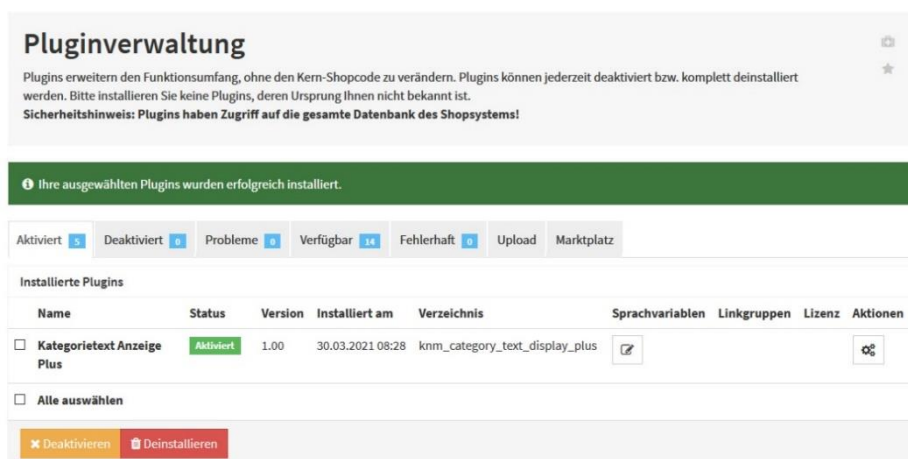 Pluginverwaltung
Plugins erweitern den Funktionsumfang, ohne den Kern-Shopcode zu verändern. Plugins können jederzeit deaktiviert bzw. komplett deinstalliert
werden. Bitte installieren Sie keine Plugins, deren Ursprung Ihnen nicht bekannt ist.
Sicherheitshinweis: Plugins haben Zugriff auf die gesamte Datenbank des Shopsystems!
Ihre ausgewählten Plugins wurden erfolgreich installiert.
Aktiviert 5 Deaktiviert 0 Probleme 0 Verfügbar 14 Fehlerhaft 0 Upload Marktplatz
Installierte Plugins
Name Status Version Installiert am Verzeichnis Sprachvariablen Linkgruppen Lizenz Aktionen
Kategorietext Anzeige Aktiviert 1.00 30.03.2021 08:28 knm_category_text_display_plus
Plus
Alle auswählen
Deaktivieren Deinstallieren